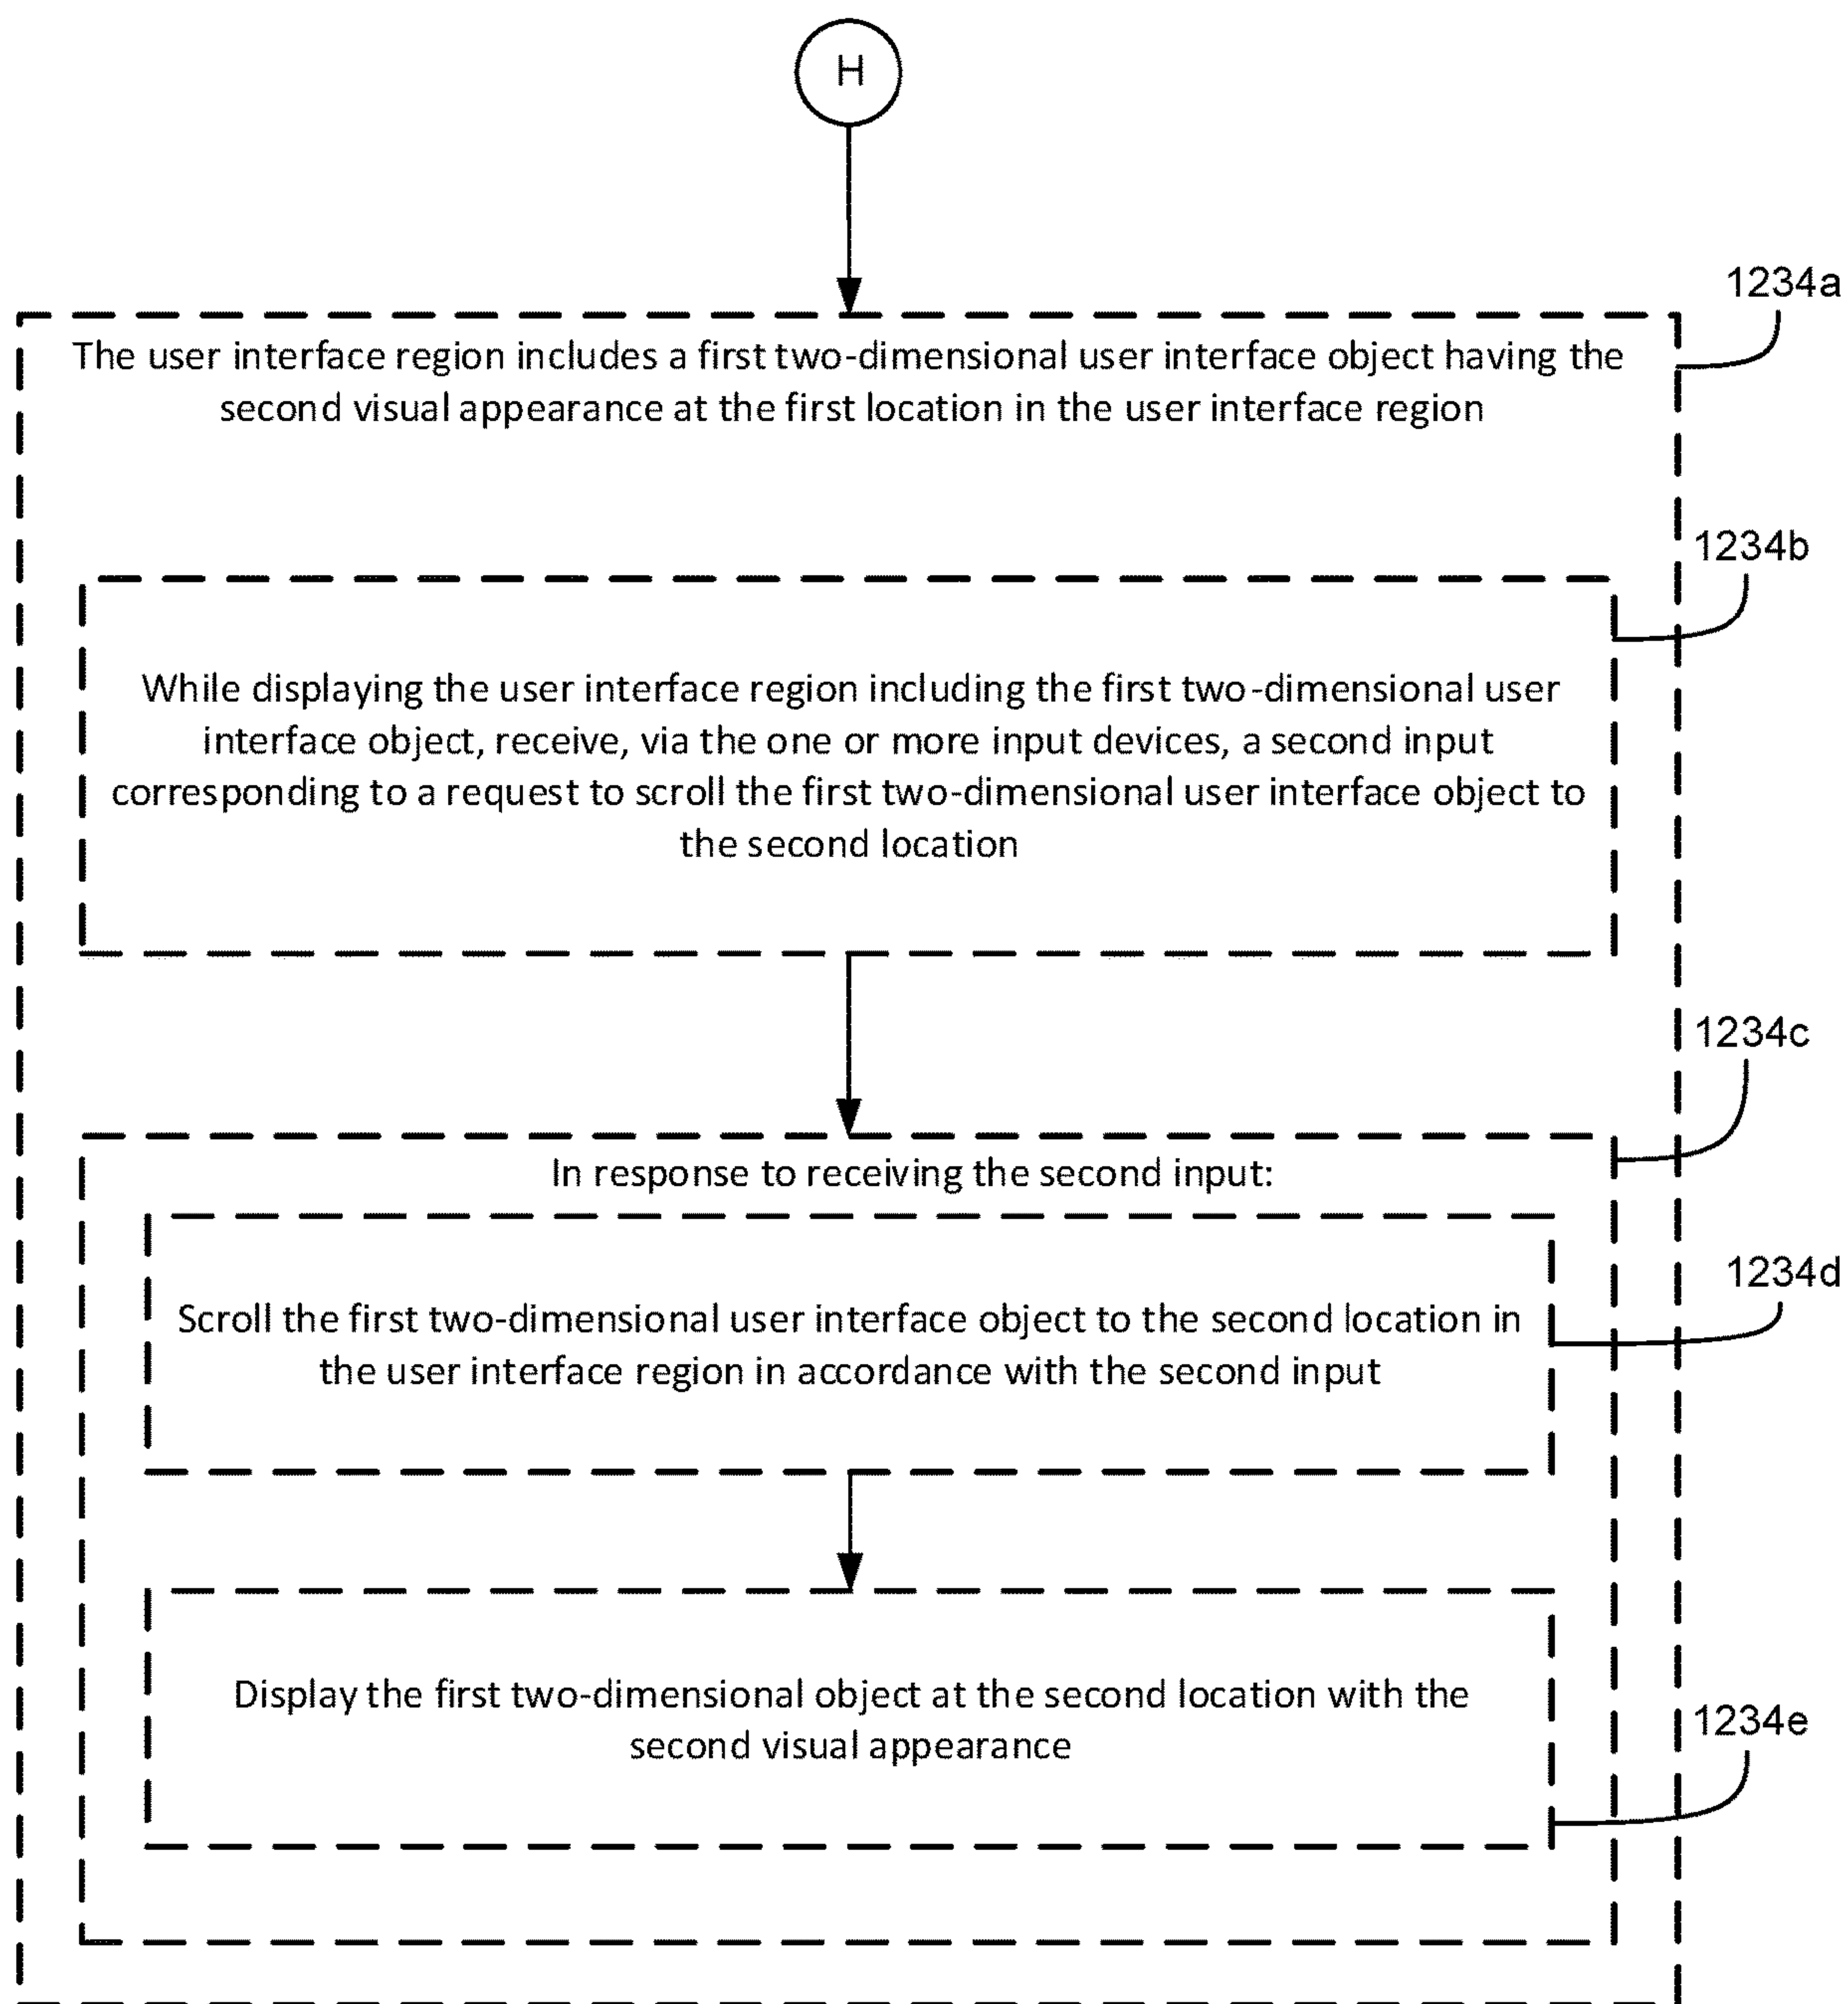 H
1234a
The user interface region includes a first two-dimensional user interface object having the
second visual appearance at the first location in the user interface region
1234b
While displaying the user interface region including the first two-dimensional user
interface object, receive, via the one or more input devices, a second input
corresponding to a request to scroll the first two-dimensional user interface object to
the second location
1234c
In response to receiving the second input:
1234d
Scroll the first two-dimensional user interface object to the second location in
the user interface region in accordance with the second input
Display the first two-dimensional object at the second location with the
second visual appearance
1234e